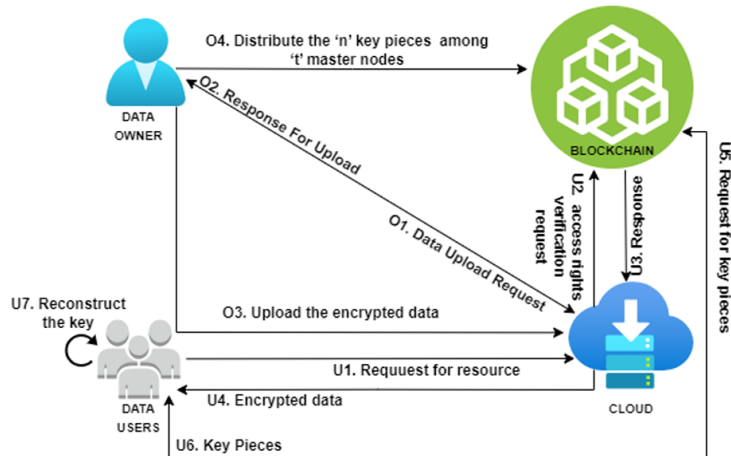 O4. Distribute the ‘n’ key pieces among
‘t’ master nodes
DATA
OWNER
O2. Response For Upload
O1. Data Upload Request
BLOCKCHAIN
U2. access rights
verification
request
U3. Response
U5. Request for key pieces
O3. Upload the encrypted data
U7. Reconstruct
the key
U1. Requuest for resource
U4. Encrypted data
DATA
USERS
CLOUD
U6. Key Pieces